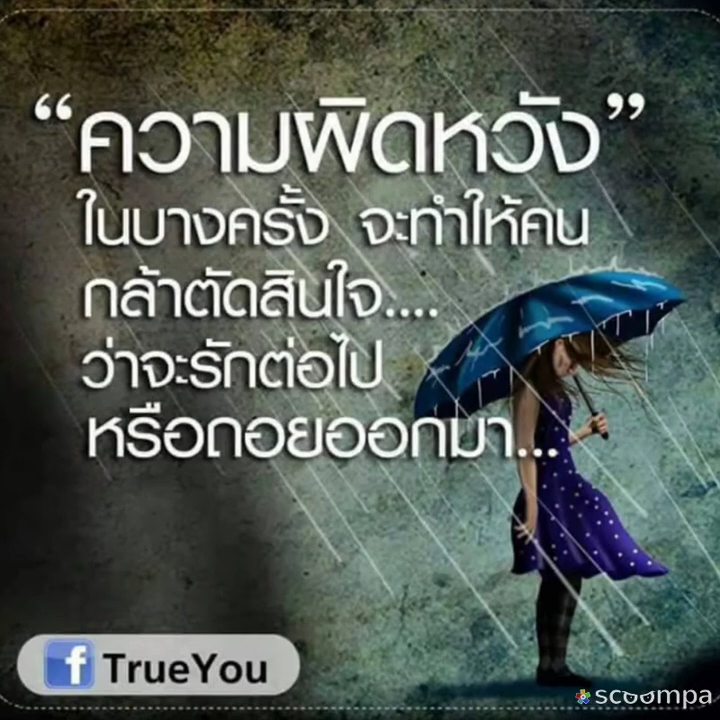 “ความผิดหวัง”
ในบางครั้ง จะทำให้คน
กล้าตัดสินใจ....
ว่าจะรักต่อไป
หรือถอยออกมา...
f TrueYou
scoompa